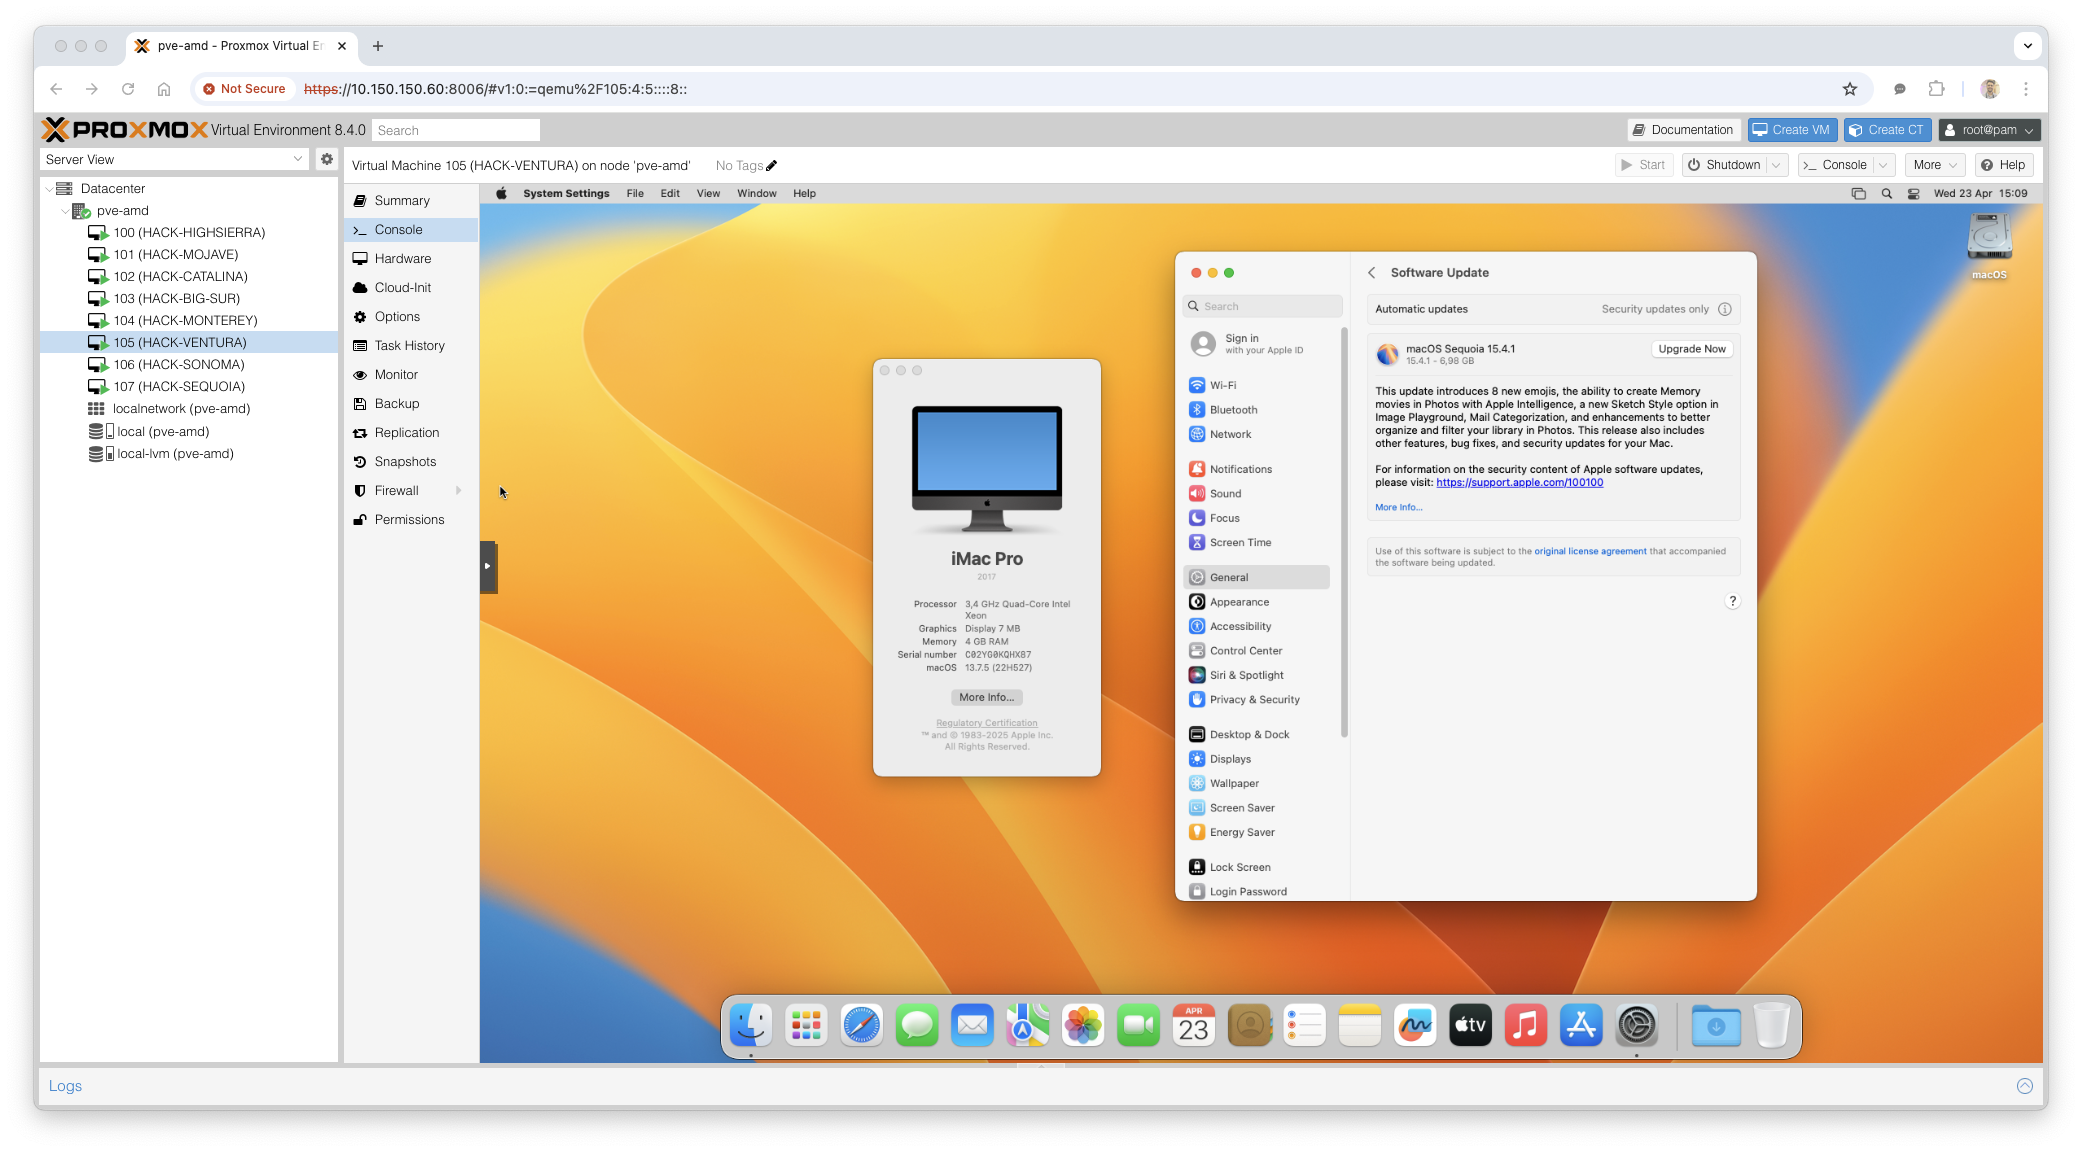 pve-amd - Proxmox Virtual Er
Not Secure
https://10.150.150.60:8006/#v1:0:=qemu%2F105:4:5::::8::
PROXMOX Virtual Environment 8.4.0
Search
Documentation
Create VM
Create CT
root@pam
Server View
Virtual Machine 105 (HACK-VENTURA) on node 'pve-amd'
No Tags
Start
Shutdown
Console
More
Help
Datacenter
pve-amd
100 (HACK-HIGHSIERRA)
101 (HACK-MOJAVE)
102 (HACK-CATALINA)
103 (HACK-BIG-SUR)
104 (HACK-MONTEREY)
105 (HACK-VENTURA)
106 (HACK-SONOMA)
107 (HACK-SEQUOIA)
localnetwork (pve-amd)
local (pve-amd)
local-lvm (pve-amd)
Summary
Console
Hardware
Cloud-Init
Options
Task History
Monitor
Backup
Replication
Snapshots
Firewall
Permissions
System Settings File Edit View Window Help
Wed 23 Apr 15:09
macOS
iMac Pro
2017
Processor 3,4 GHz Quad-Core Intel
Xeon
Graphics Display 7 MB
Memory 4 GB RAM
Serial number C02YG0KQHX87
macOS 13.7.5 (22H527)
More Info...
Regulatory Certification
™ and © 1983-2025 Apple Inc.
All Rights Reserved.
Search
Sign in
with your Apple ID
Wi-Fi
Bluetooth
Network
Notifications
Sound
Focus
Screen Time
General
Appearance
Accessibility
Control Center
Siri & Spotlight
Privacy & Security
Desktop & Dock
Displays
Wallpaper
Screen Saver
Energy Saver
Lock Screen
Login Password
Software Update
Automatic updates
Security updates only
macOS Sequoia 15.4.1
15.4.1 - 6,98 GB
Upgrade Now
This update introduces 8 new emojis, the ability to create Memory
movies in Photos with Apple Intelligence, a new Sketch Style option in
Image Playground, Mail Categorization, and enhancements to better
organize and filter your library in Photos. This release also includes
other features, bug fixes, and security updates for your Mac.
For information on the security content of Apple software updates,
please visit: https://support.apple.com/100100
More Info...
Use of this software is subject to the original license agreement that accompanied
the software being updated.
?
APR
23
tv
Logs